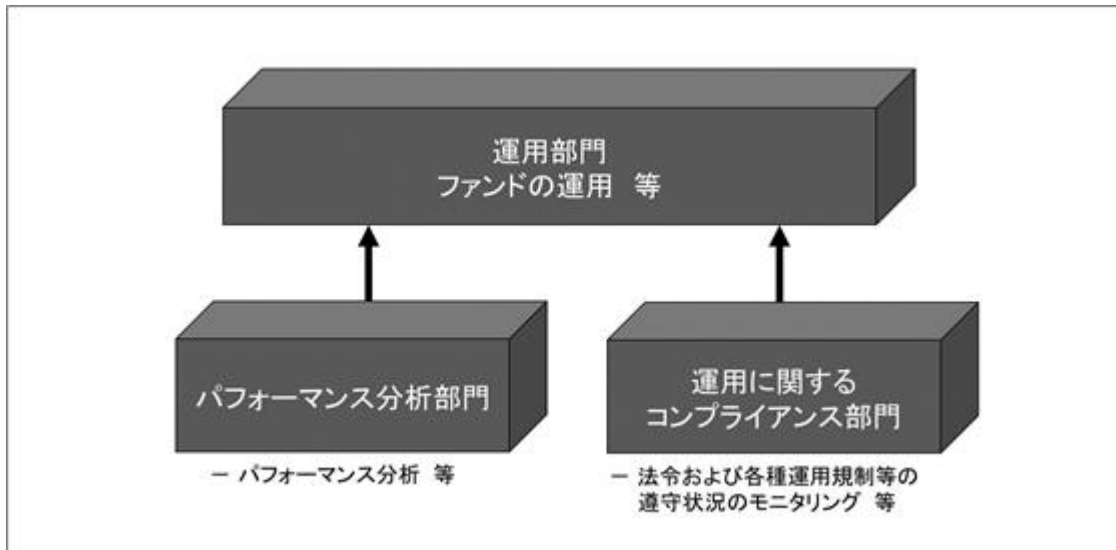 運用部門
ファンドの運用 等
パフォーマンス分析部門
－ パフォーマンス分析 等
運用に関する
コンプライアンス部門
－ 法令および各種運用規制等の
遵守状況のモニタリング 等